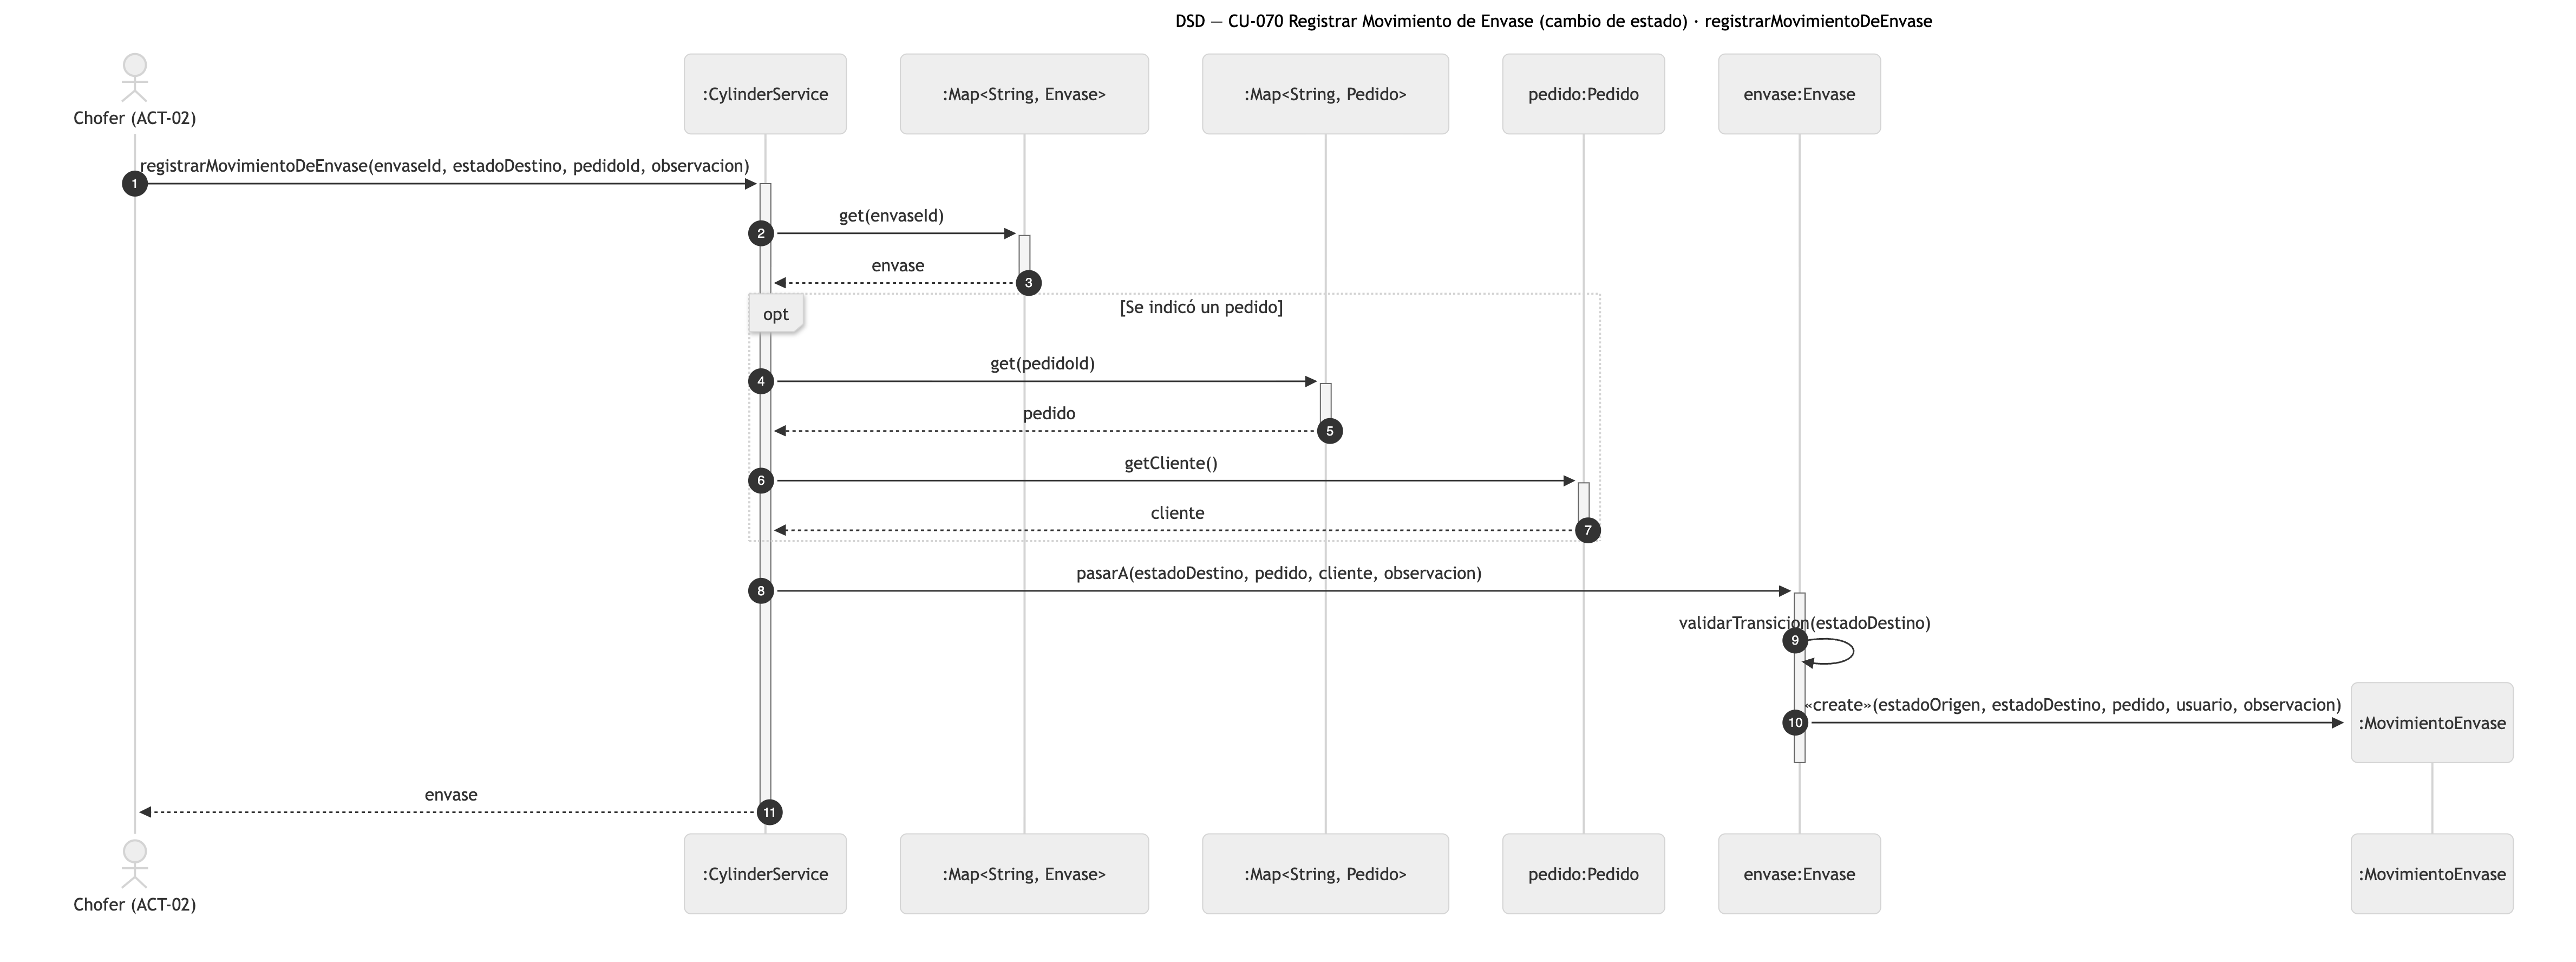 DSD — CU-070 Registrar Movimiento de Envase (cambio de estado) · registrarMovimientoDeEnvase
Chofer (ACT-02)
:CylinderService
:Map<String, Envase>
:Map<String, Pedido>
pedido:Pedido
envase:Envase
registrarMovimientoDeEnvase(envaseId, estadoDestino, pedidoId, observacion)
1
get(envaseId)
2
envase
3
opt
[Se indicó un pedido]
get(pedidoId)
4
pedido
5
getCliente()
6
cliente
7
pasarA(estadoDestino, pedido, cliente, observacion)
8
validarTransicion(estadoDestino)
9
«create»(estadoOrigen, estadoDestino, pedido, usuario, observacion)
10
:MovimientoEnvase
envase
11
Chofer (ACT-02)
:CylinderService
:Map<String, Envase>
:Map<String, Pedido>
pedido:Pedido
envase:Envase
:MovimientoEnvase